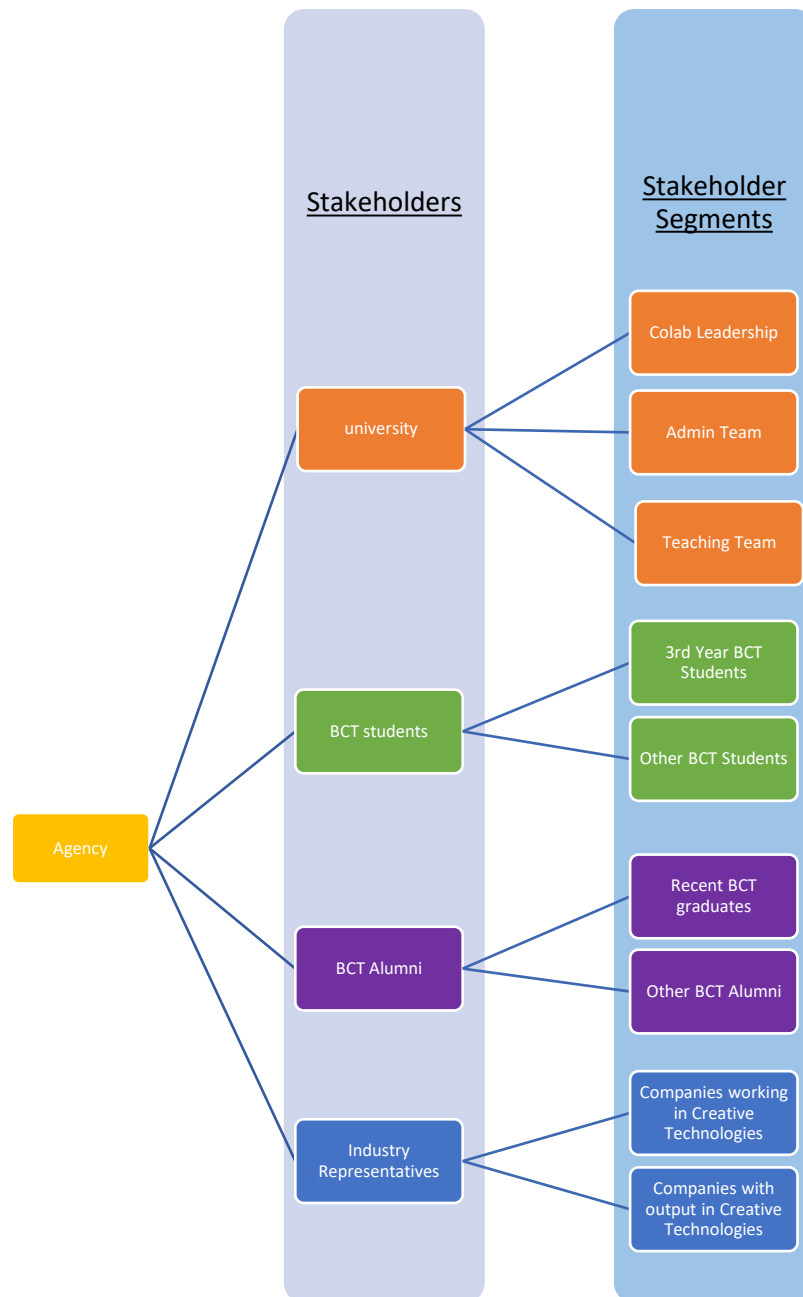 Stakeholders
Stakeholder
Segments
Colab Leadership
university
Admin Team
Teaching Team
3rd Year BCT
Students
BCT students
Other BCT Students
Agency
Recent BCT
graduates
BCT Alumni
Other BCT Alumni
Companies working
in Creative
Technologies
Industry
Representatives
Companies with
output in Creative
Technologies